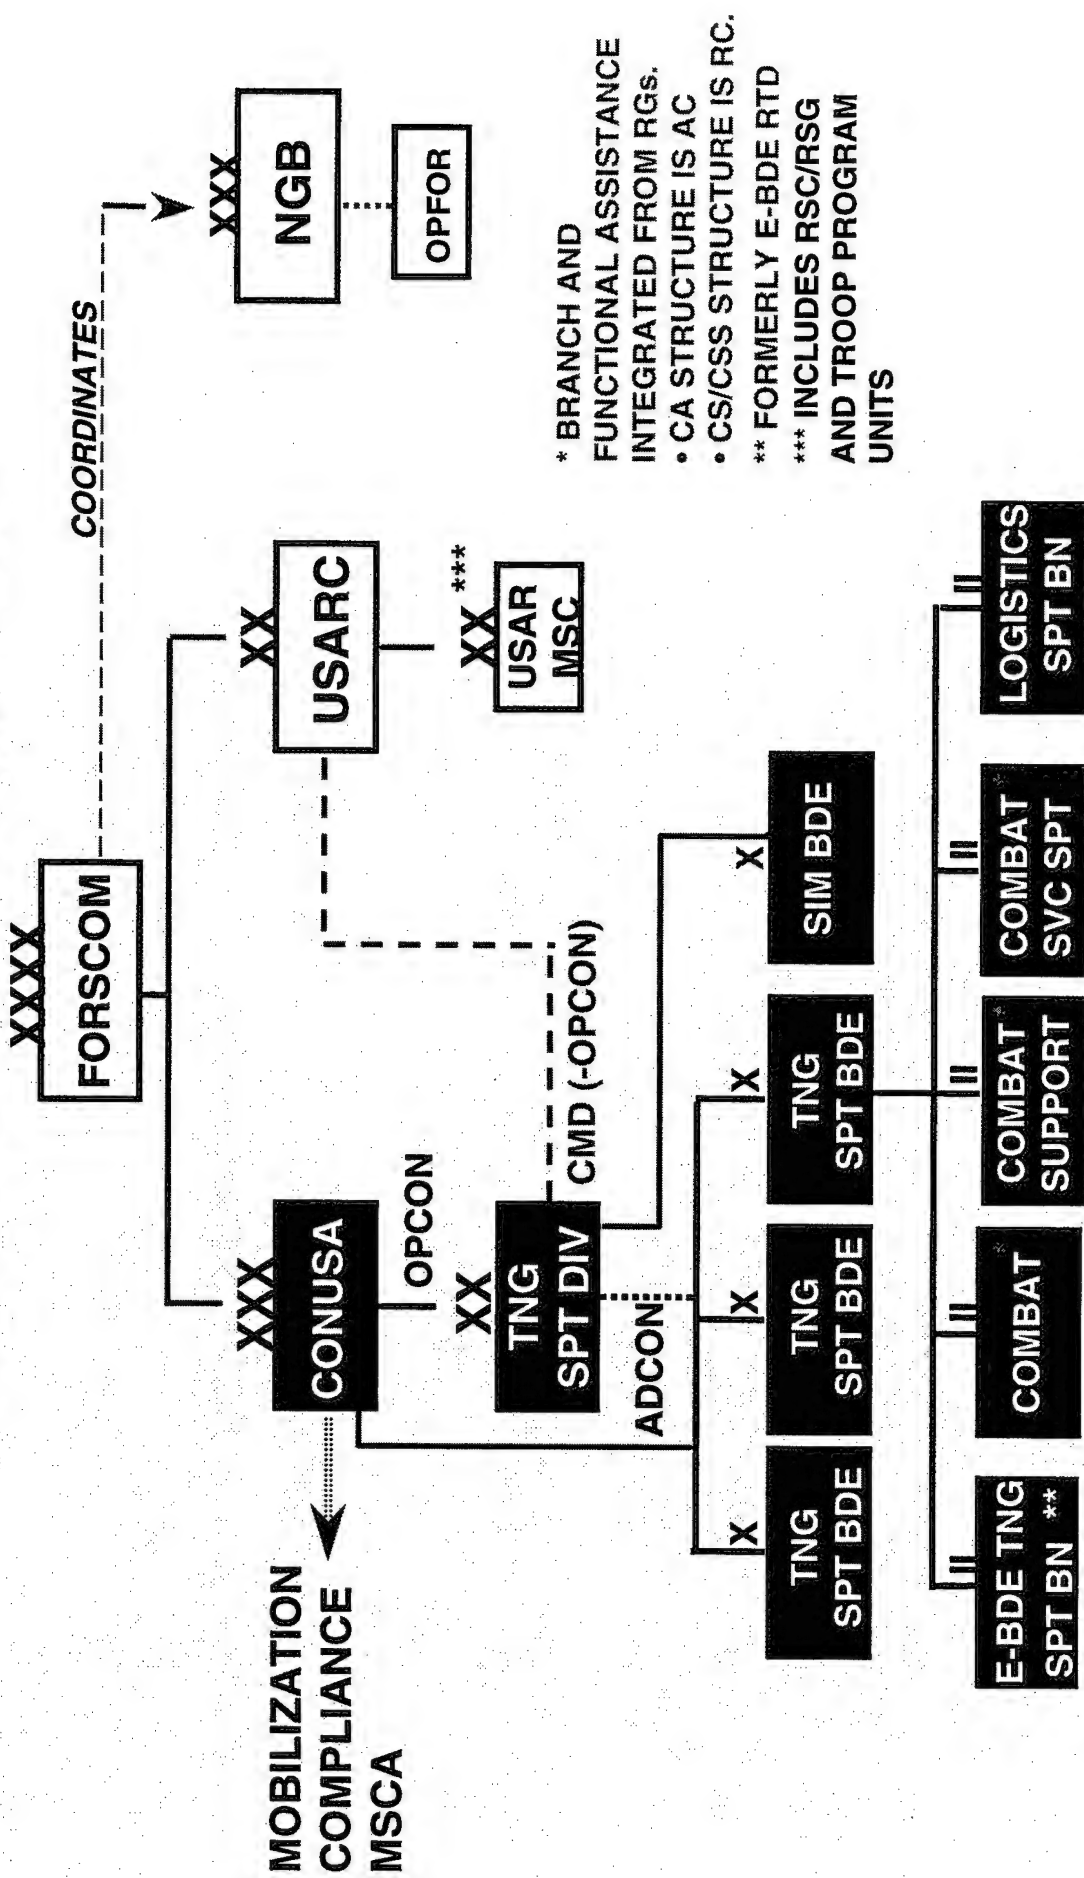 XXXX
FORSCOM
COORDINATES
XXX
NGB
OPFOR
XXX
CONUSA
XX
USARC
MOBILIZATION
COMPLIANCE
MSCA
OPCON
XX
TNG
SPT DIV
CMD (-OPCON)
ADCON
XX ***
USAR
MSC
X
TNG
SPT BDE
X
TNG
SPT BDE
X
TNG
SPT BDE
X
SIM BDE
II
E-BDE TNG
SPT BN **
II
COMBAT *
II
COMBAT *
SUPPORT
II
COMBAT *
SVC SPT
II
LOGISTICS
SPT BN
* BRANCH AND
FUNCTIONAL ASSISTANCE
INTEGRATED FROM RGs.
• CA STRUCTURE IS AC
• CS/CSS STRUCTURE IS RC.
** FORMERLY E-BDE RTD
*** INCLUDES RSC/RSG
AND TROOP PROGRAM
UNITS